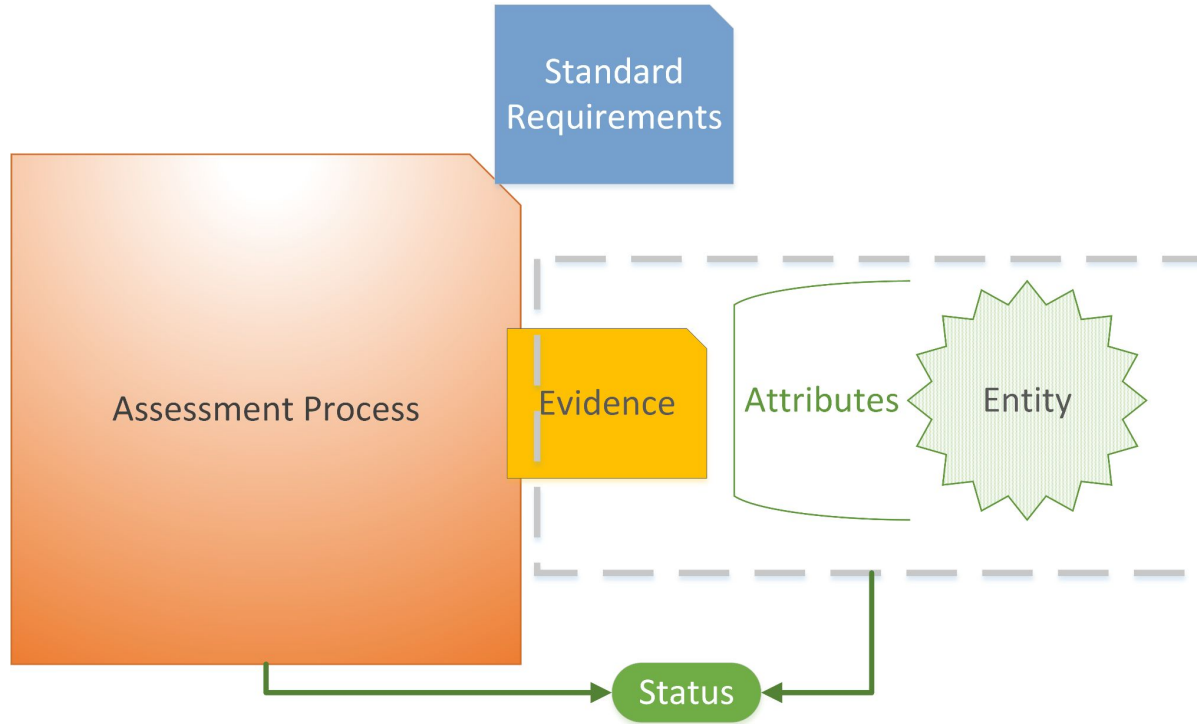 Standard
Requirements
Assessment Process
Evidence
Attributes
Entity
Status